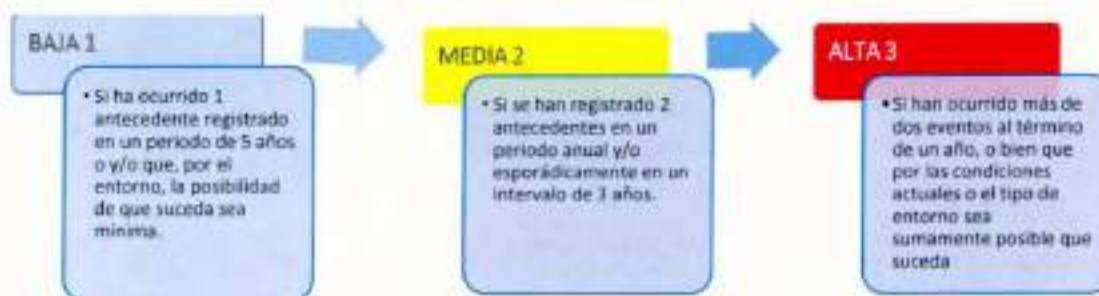 BAJA 1
• Si ha ocurrido 1
antecedente registrado
en un periodo de 5 años
o y/o que, por el
entorno, la posibilidad
de que suceda sea
mínima.
MEDIA 2
• Si se han registrado 2
antecedentes en un
periodo anual y/o
esporádicamente en un
intervalo de 3 años.
ALTA 3
• Si han ocurrido más de
dos eventos al término
de un año, o bien que
por las condiciones
actuales o el tipo de
entorno sea
sumamente posible que
suceda